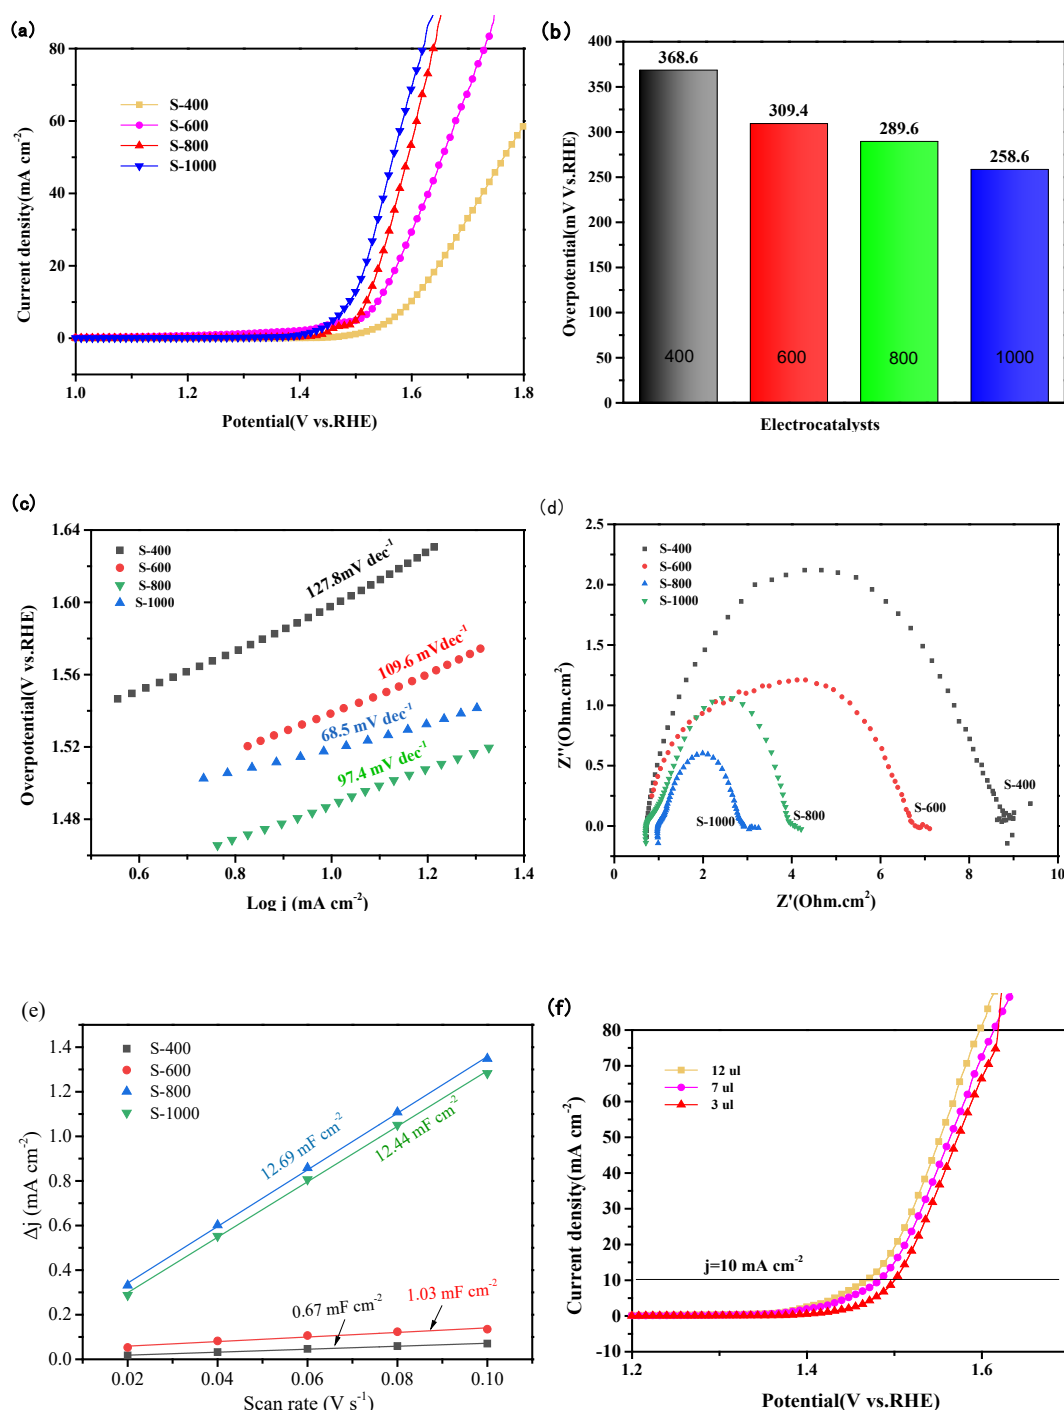 (a)
80
60
40
20
0
1.0 1.2 1.4 1.6 1.8
Current density(mA cm-2)
Potential(V vs.RHE)
S-400
S-600
S-800
S-1000
(b)
400
350
300
250
200
150
100
50
0
Overpotential(mV Vs.RHE)
368.6
309.4
289.6
258.6
400
600
800
1000
Electrocatalysts
(c)
1.64
1.60
1.56
1.52
1.48
0.6 0.8 1.0 1.2 1.4
Overpotential(V vs.RHE)
Log j (mA cm-2)
S-400
S-600
S-800
S-1000
127.8mV dec-1
109.6 mVdec-1
68.5 mV dec-1
97.4 mV dec-1
(d)
2.5
2.0
1.5
1.0
0.5
0.0
0 2 4 6 8 10
Z''(Ohm.cm2)
Z'(Ohm.cm2)
S-400
S-600
S-800
S-1000
S-400
S-1000
S-800
S-600
(e)
1.4
1.2
1.0
0.8
0.6
0.4
0.2
0.0
0.02 0.04 0.06 0.08 0.10
Δj (mA cm-2)
Scan rate (V s-1)
S-400
S-600
S-800
S-1000
12.69 mF cm-2
12.44 mF cm-2
0.67 mF cm-2
1.03 mF cm-2
(f)
80
70
60
50
40
30
20
10
0
-10
1.2 1.4 1.6
Current density(mA cm-2)
Potential(V vs.RHE)
12 ul
7 ul
3 ul
j=10 mA cm-2